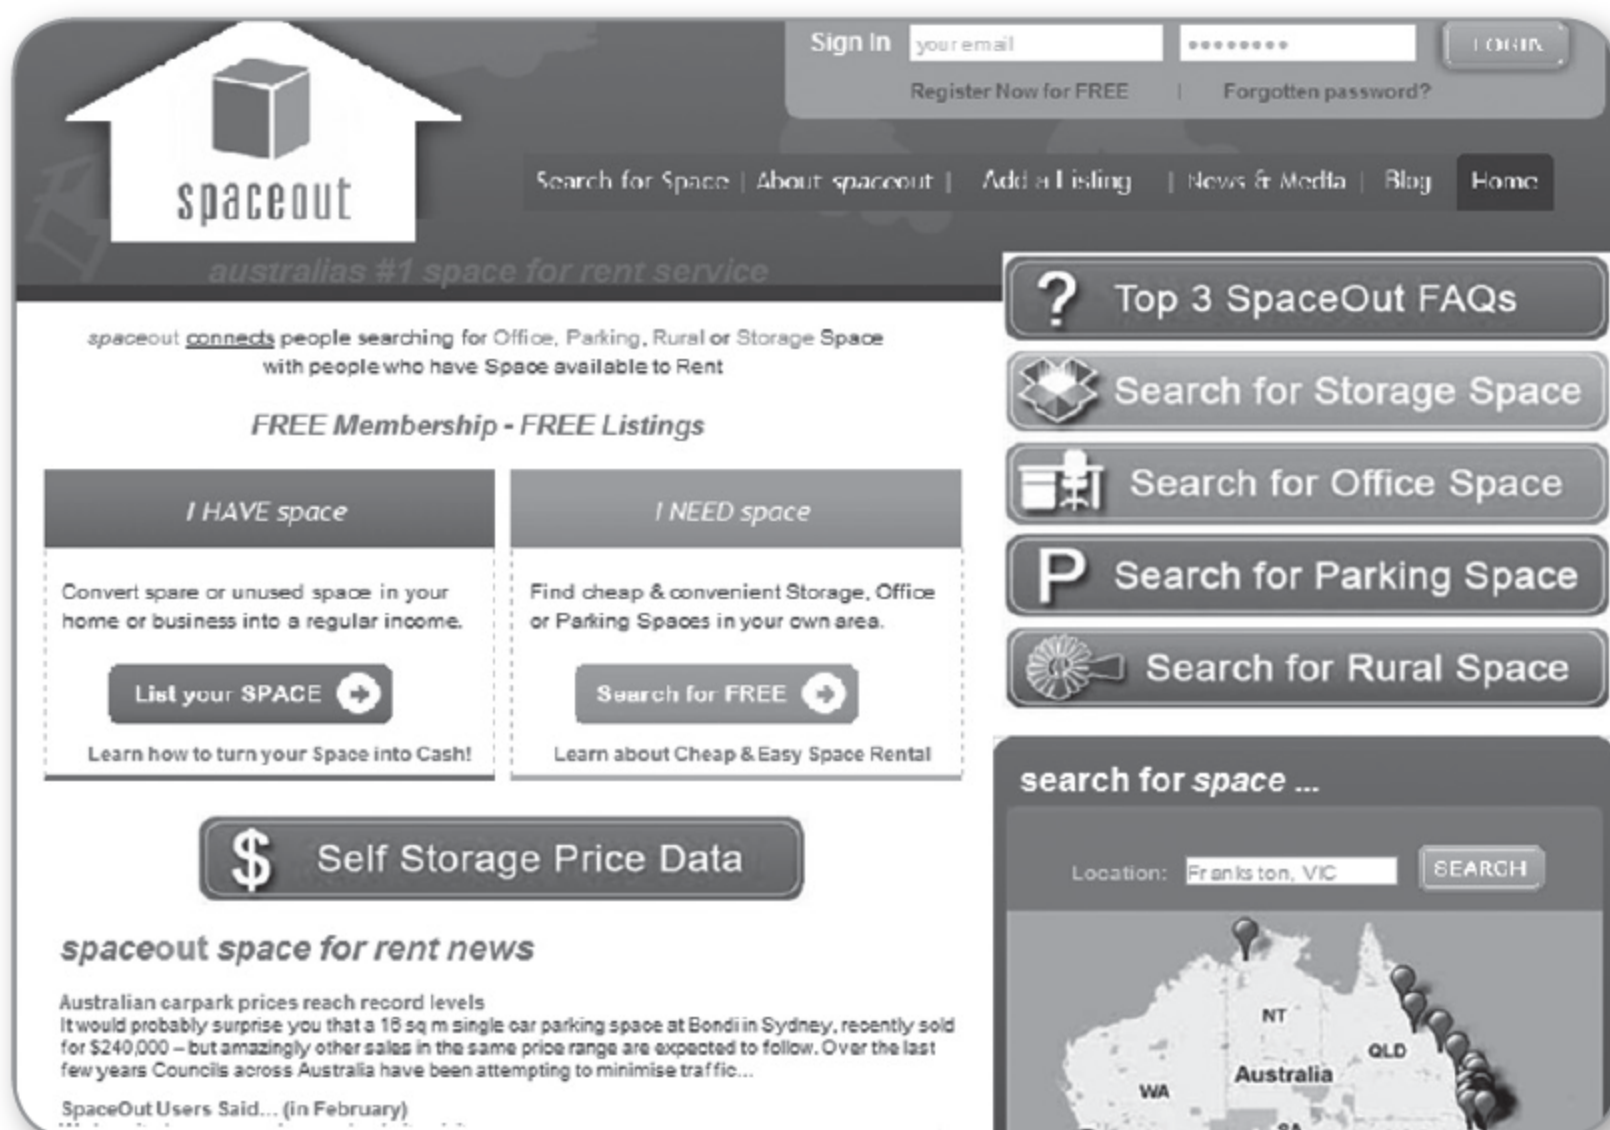 Sign In your email ●●●●●●●● LOGIN
Register Now for FREE | Forgotten password?
spaceout
Search for Space | About spaceout | Add a Listing | News & Media | Blog Home
australias #1 space for rent service
spaceout connects people searching for Office, Parking, Rural or Storage Space
with people who have Space available to Rent
FREE Membership - FREE Listings
I HAVE space
Convert spare or unused space in your
home or business into a regular income.
List your SPACE
Learn how to turn your Space into Cash!
I NEED space
Find cheap & convenient Storage, Office
or Parking Spaces in your own area.
Search for FREE
Learn about Cheap & Easy Space Rental
$ Self Storage Price Data
spaceout space for rent news
Australian carpark prices reach record levels
It would probably surprise you that a 16 sq m single car parking space at Bondi in Sydney, recently sold
for $240,000 – but amazingly other sales in the same price range are expected to follow. Over the last
few years Councils across Australia have been attempting to minimise traffic...
SpaceOut Users Said... (in February)
? Top 3 SpaceOut FAQs
Search for Storage Space
Search for Office Space
P Search for Parking Space
Search for Rural Space
search for space ...
Location: Frankston, VIC SEARCH
NT
QLD
Australia
WA
SA